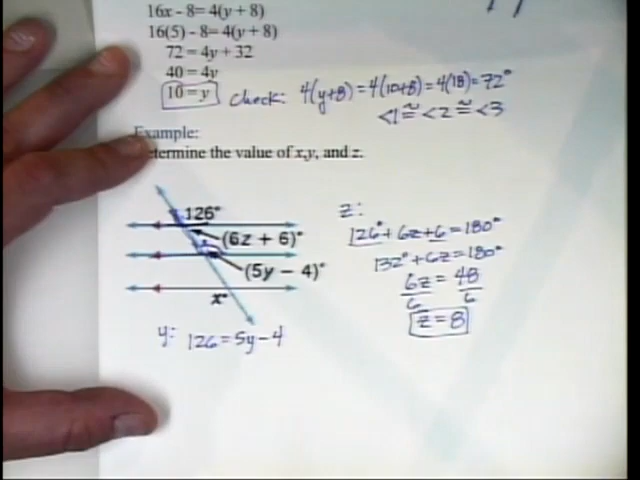 16x - 8= 4(y + 8)
16(5) - 8= 4(y + 8)
72 = 4y + 32
40 = 4y
10 = y
check: 4(y+8) = 4(10+8) = 4(18) = 72°
<1 ≅ <2 ≅ <3
Example:
etermine the value of x,y, and z.
126°
(6z + 6)°
(5y − 4)°
x°
z:
126° + 6z + 6 = 180°
132° + 6z = 180°
6z = 48
6 6
z = 8
y: 126 = 5y - 4